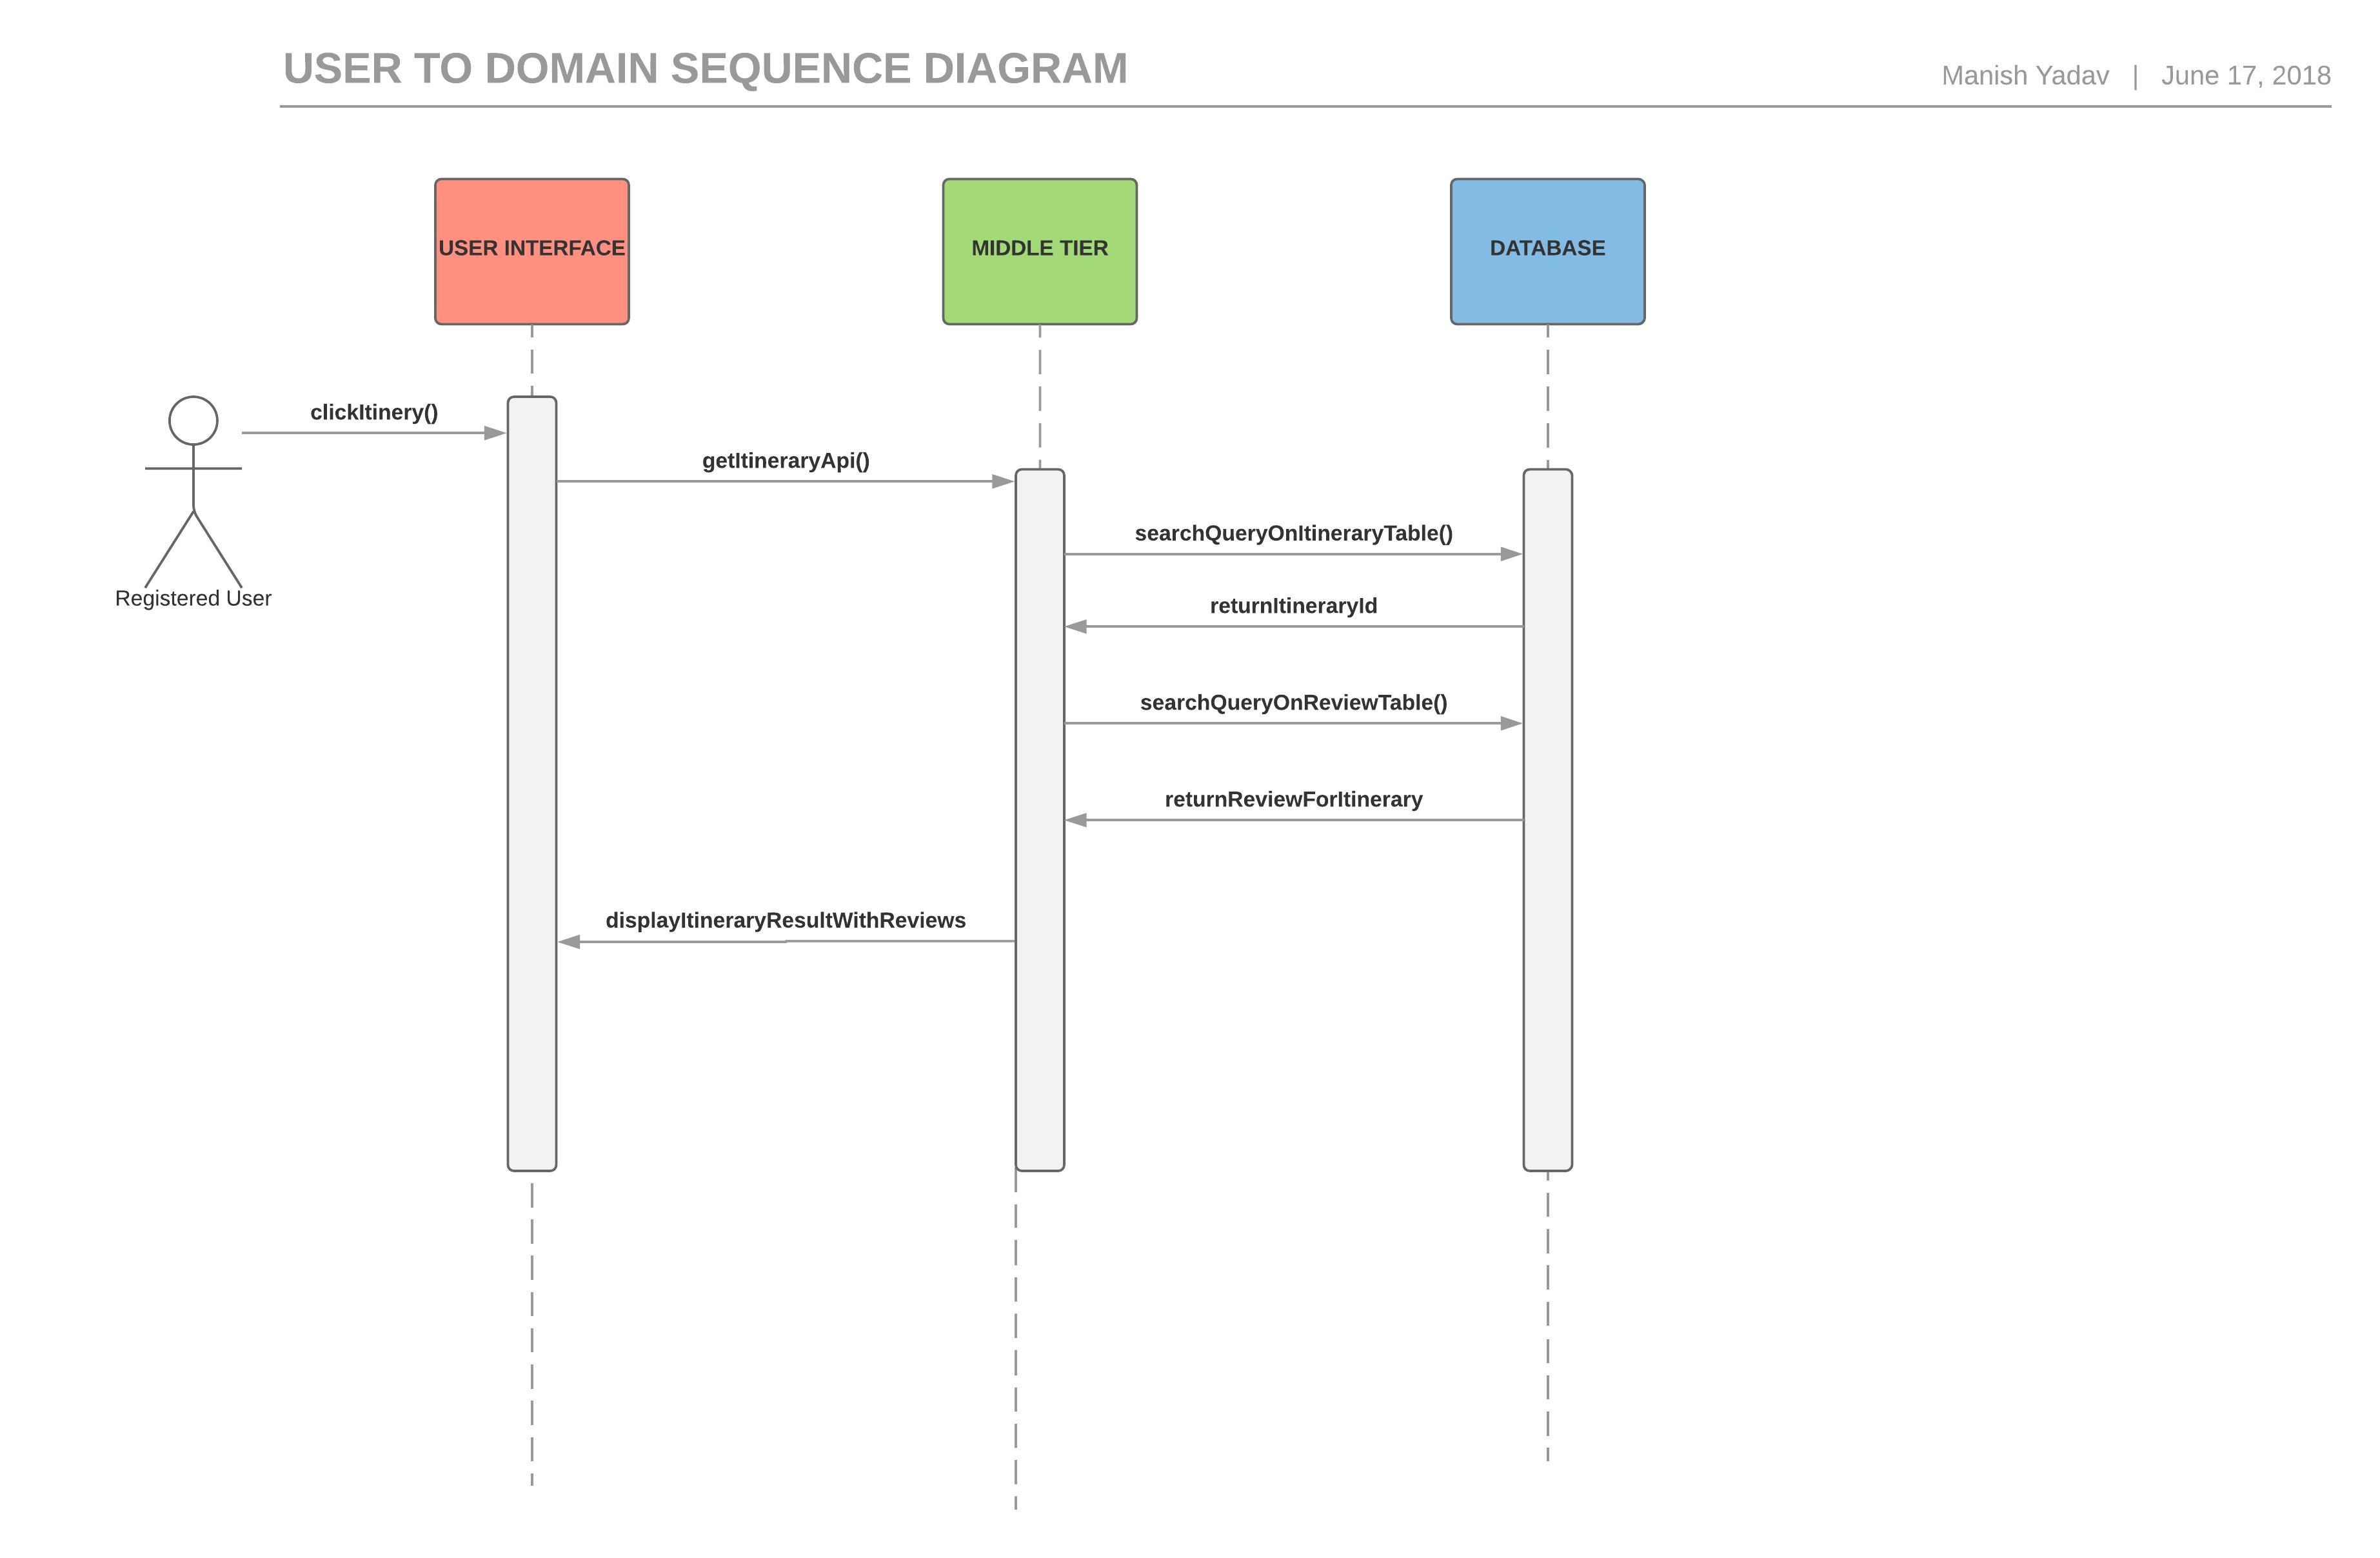 USER TO DOMAIN SEQUENCE DIAGRAM
Manish Yadav | June 17, 2018
USER INTERFACE
MIDDLE TIER
DATABASE
clickItinery()
getItineraryApi()
searchQueryOnItineraryTable()
Registered User
returnItineraryId
searchQueryOnReviewTable()
returnReviewForItinerary
displayItineraryResultWithReviews